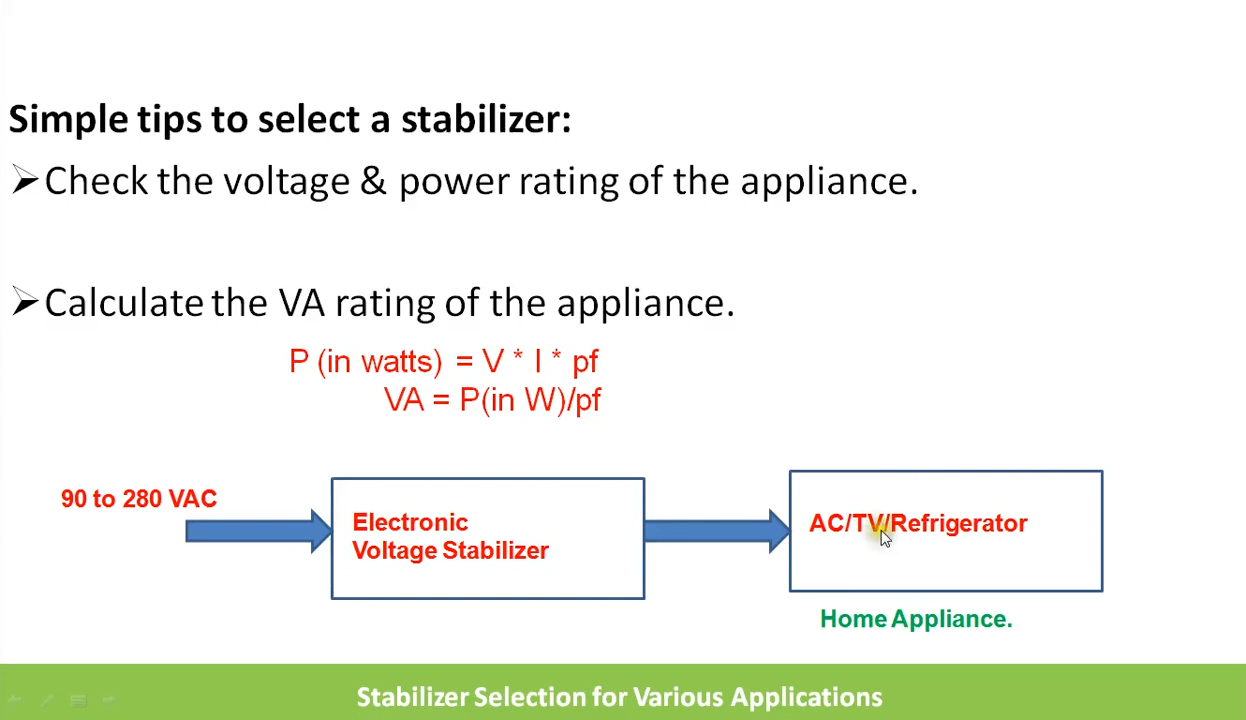 Simple tips to select a stabilizer:
➢Check the voltage & power rating of the appliance.
➢Calculate the VA rating of the appliance.
P (in watts) = V * I * pf
VA = P(in W)/pf
90 to 280 VAC
Electronic
Voltage Stabilizer
AC/TV/Refrigerator
Home Appliance.
Stabilizer Selection for Various Applications